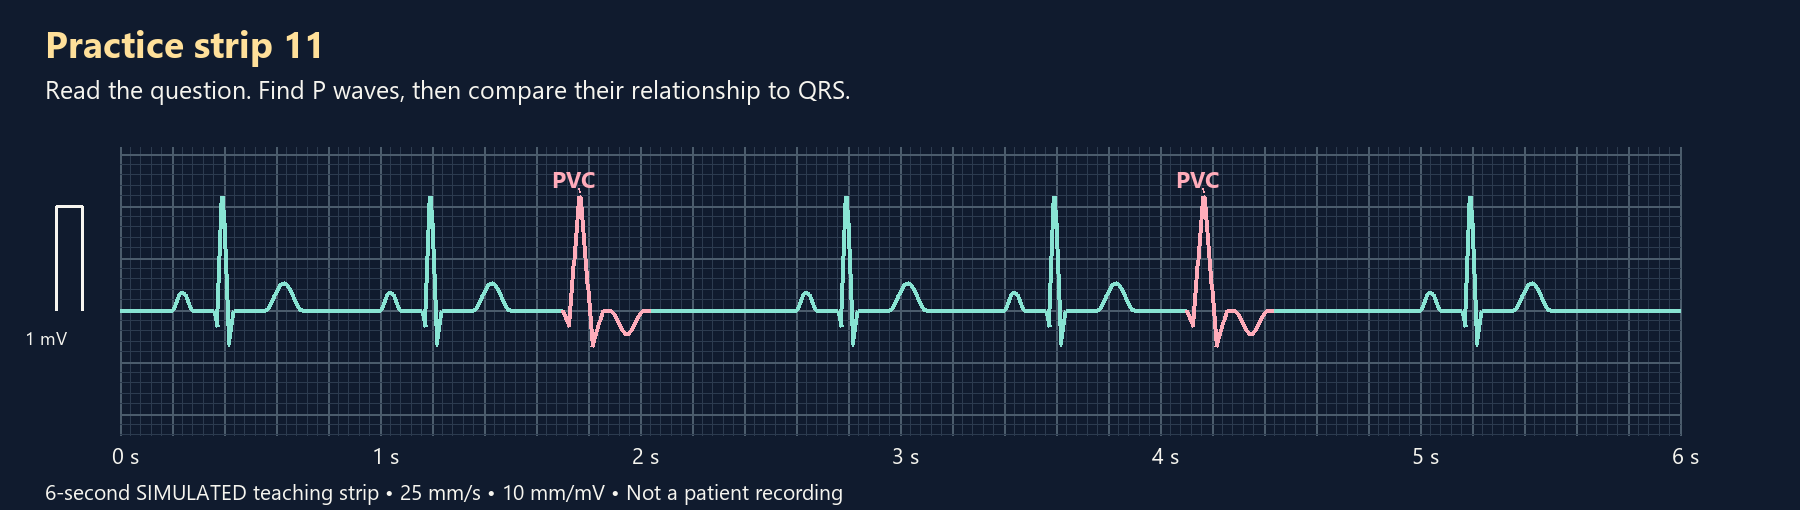 Practice strip 11
Read the question. Find P waves, then compare their relationship to QRS.
PVC PVC
1 mV
0 s 1 s 2 s 3 s 4 s 5 s 6 s
6-second SIMULATED teaching strip • 25 mm/s • 10 mm/mV • Not a patient recording